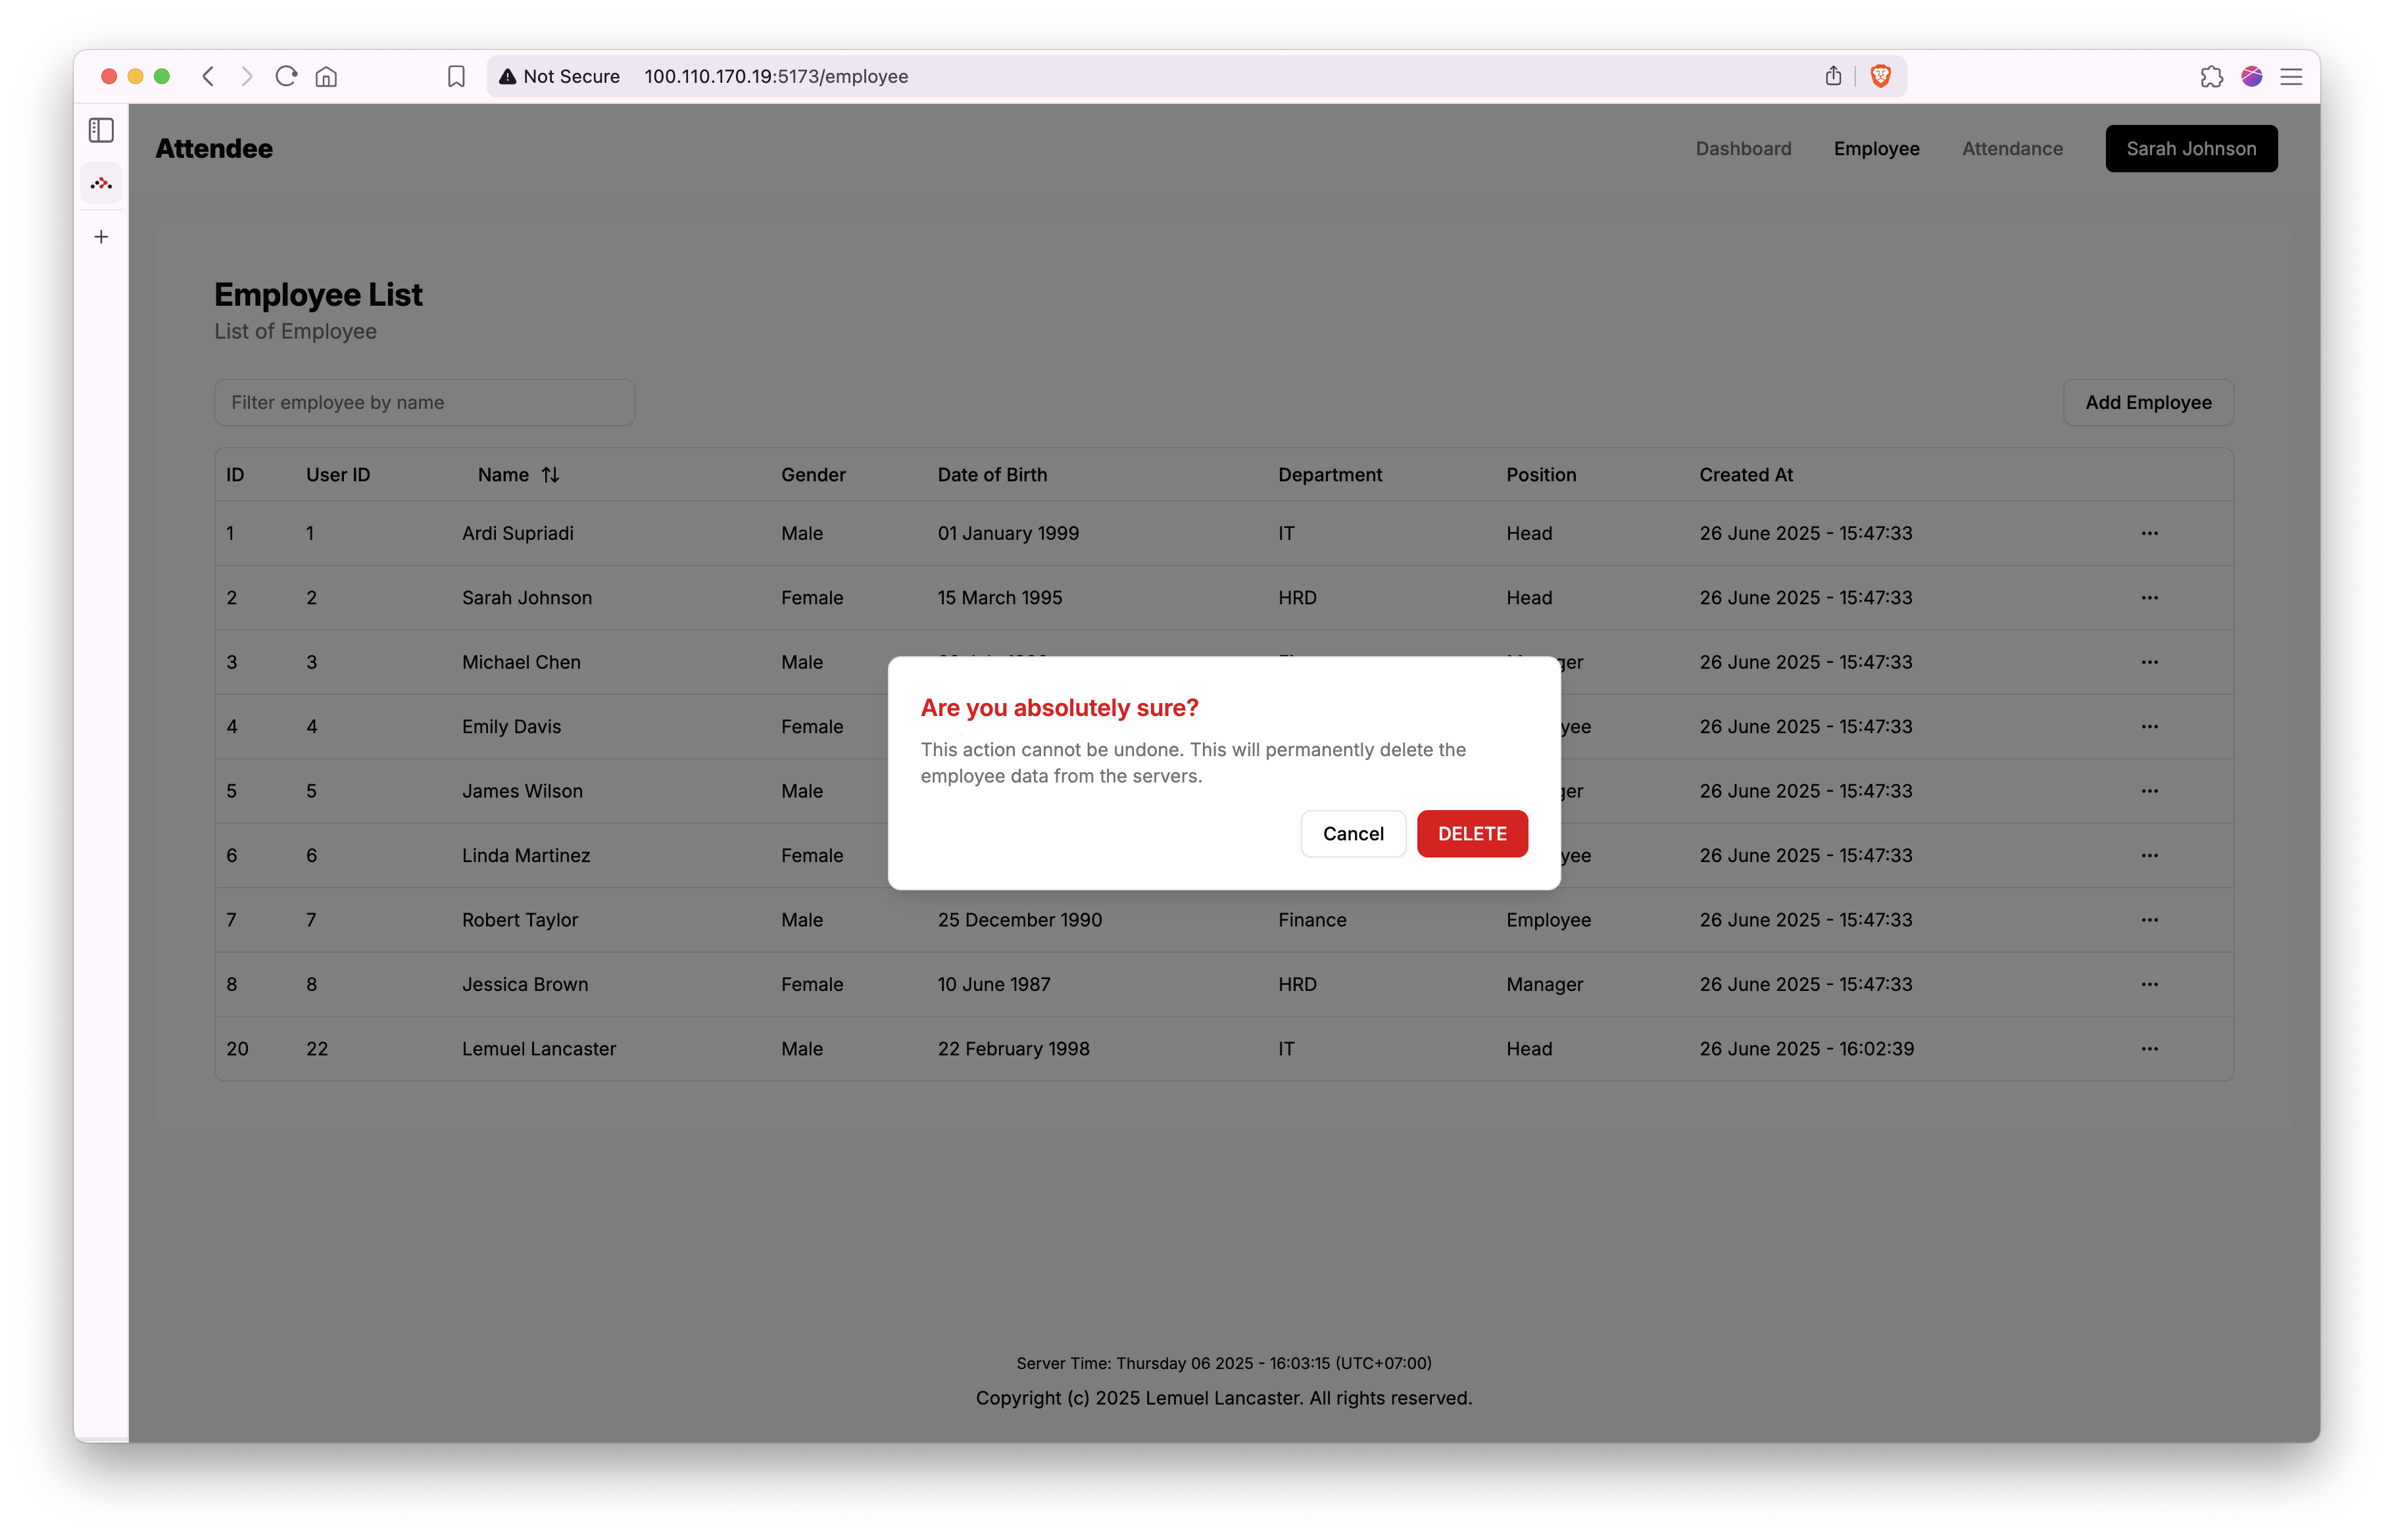 Not Secure 100.110.170.19:5173/employee
Attendee Dashboard Employee Attendance Sarah Johnson
Employee List
List of Employee
Filter employee by name Add Employee
ID User ID Name Gender Date of Birth Department Position Created At
1 1 Ardi Supriadi Male 01 January 1999 IT Head 26 June 2025 - 15:47:33
2 2 Sarah Johnson Female 15 March 1995 HRD Head 26 June 2025 - 15:47:33
3 3 Michael Chen Male 26 June 2025 - 15:47:33
4 4 Emily Davis Female 26 June 2025 - 15:47:33
5 5 James Wilson Male 26 June 2025 - 15:47:33
6 6 Linda Martinez Female 26 June 2025 - 15:47:33
Are you absolutely sure?
This action cannot be undone. This will permanently delete the
employee data from the servers.
Cancel DELETE
7 7 Robert Taylor Male 25 December 1990 Finance Employee 26 June 2025 - 15:47:33
8 8 Jessica Brown Female 10 June 1987 HRD Manager 26 June 2025 - 15:47:33
20 22 Lemuel Lancaster Male 22 February 1998 IT Head 26 June 2025 - 16:02:39
Server Time: Thursday 06 2025 - 16:03:15 (UTC+07:00)
Copyright (c) 2025 Lemuel Lancaster. All rights reserved.